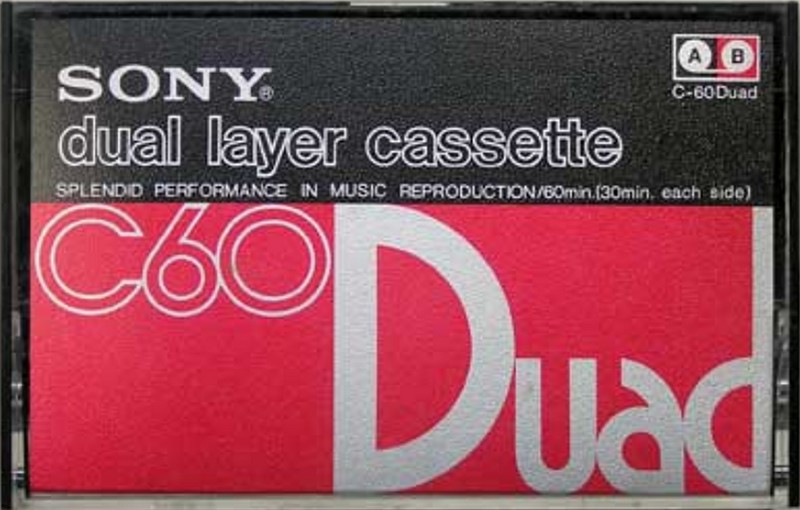 SONY®
A B
C-60Duad
dual layer cassette
SPLENDID PERFORMANCE IN MUSIC REPRODUCTION/60min.(30min. each side)
C60
Duad